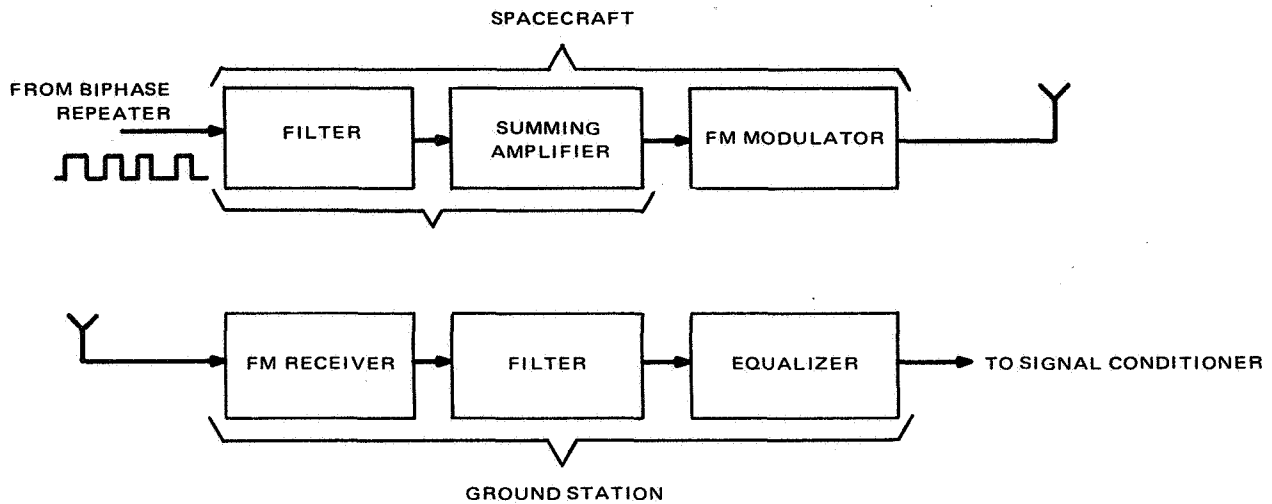 SPACECRAFT
FROM BIPHASE
REPEATER
FILTER
SUMMING
AMPLIFIER
FM MODULATOR
FM RECEIVER
FILTER
EQUALIZER
TO SIGNAL CONDITIONER
GROUND STATION